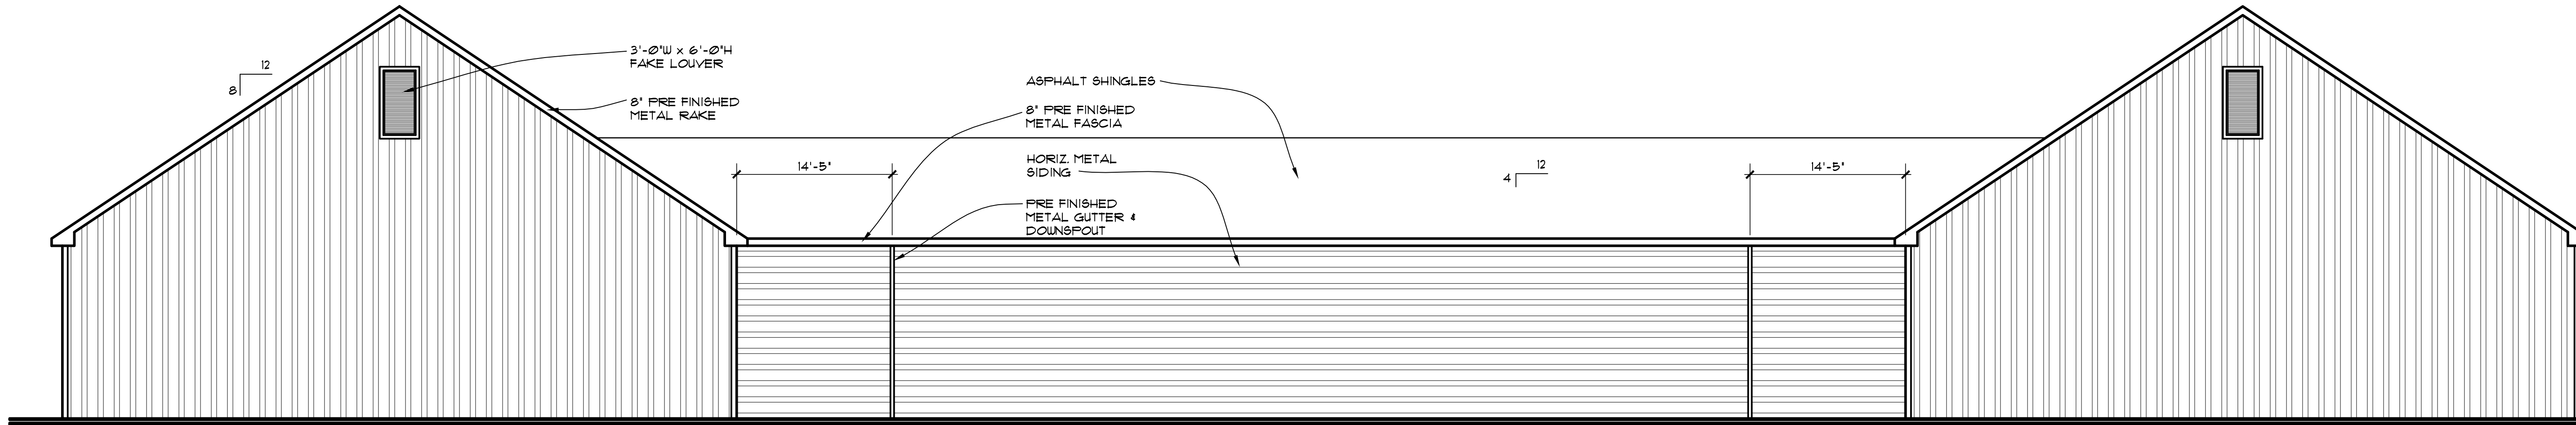 12
8
3'-0"W x 6'-0"H
FAKE LOUVER
8" PRE FINISHED
METAL RAKE
ASPHALT SHINGLES
8" PRE FINISHED
METAL FASCIA
HORIZ. METAL
SIDING
PRE FINISHED
METAL GUTTER &
DOWNSPOUT
14'-5"
12
4
14'-5"